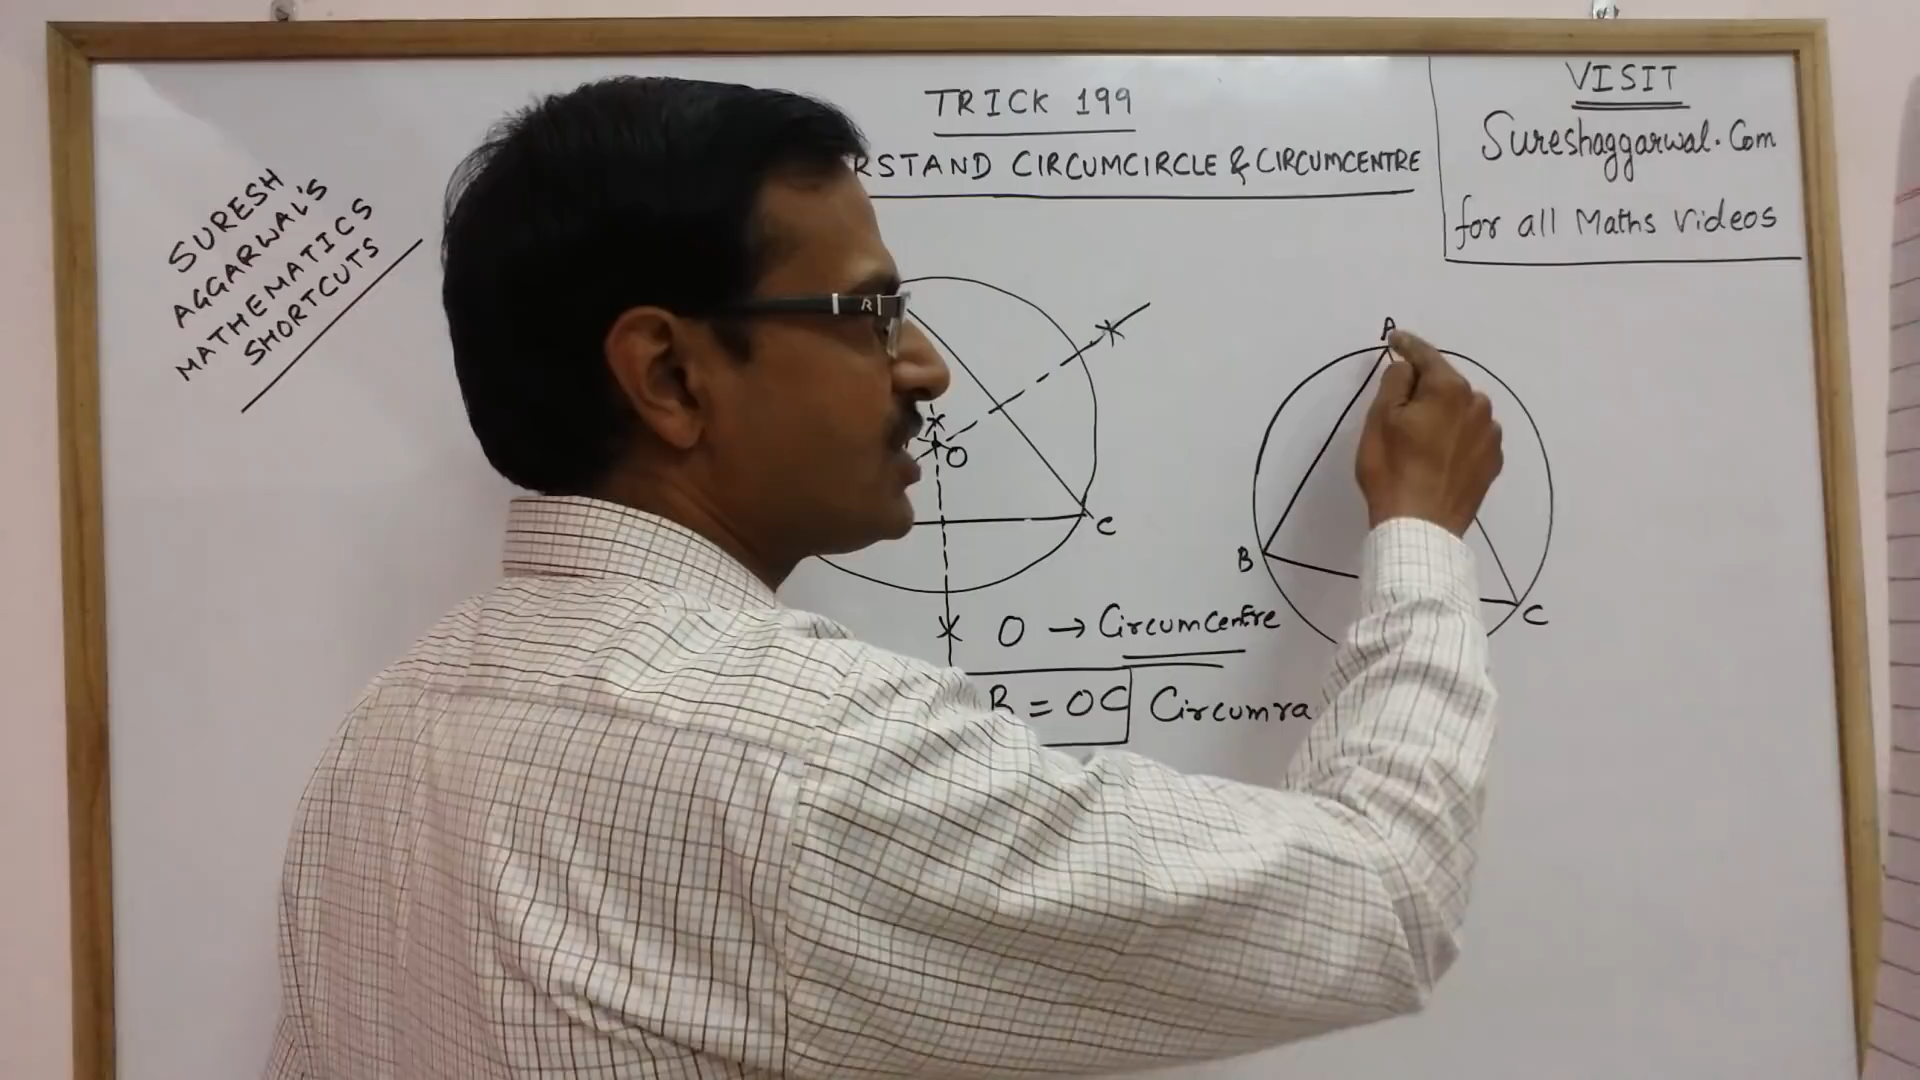 TRICK 199
RSTAND CIRCUMCIRCLE & CIRCUMCENTRE
VISIT
Sureshaggarwal.Com
for all Maths Videos
SURESH
AGGARWAL'S
MATHEMATICS
SHORTCUTS
O
C
A
B
C
O → Circumcentre
= OC Circumra